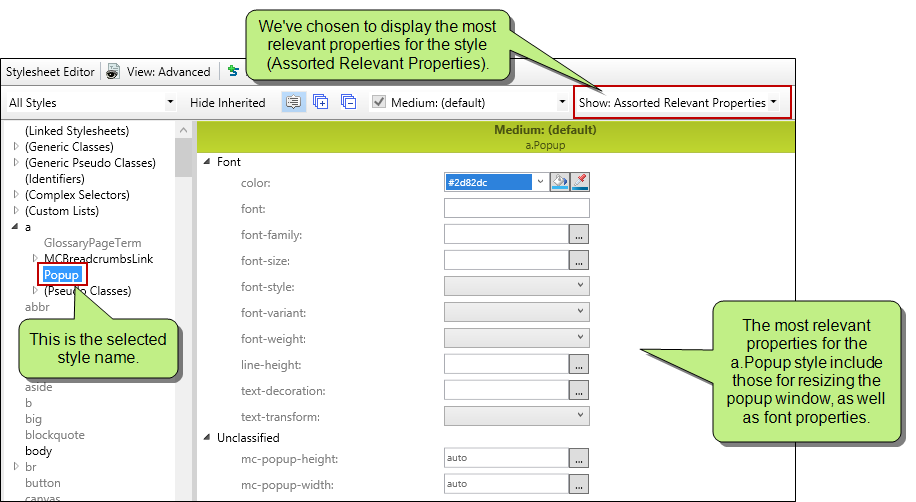 We've chosen to display the most
relevant properties for the style
(Assorted Relevant Properties).
Stylesheet Editor View: Advanced
All Styles Hide Inherited Medium: (default) Show: Assorted Relevant Properties
(Linked Stylesheets)
(Generic Classes)
(Generic Pseudo Classes)
(Identifiers)
(Complex Selectors)
(Custom Lists)
a
GlossaryPageTerm
MCBreadcrumbsLink
Popup
(Pseudo Classes)
abbr
This is the selected
style name.
aside
b
big
blockquote
body
br
button
canvas
Medium: (default)
a.Popup
Font
color: #2d82dc
font:
font-family: ...
font-size: ...
font-style:
font-variant:
font-weight:
line-height: ...
text-decoration: ...
text-transform:
Unclassified
mc-popup-height: auto ...
mc-popup-width: auto ...
The most relevant
properties for the
a.Popup style include
those for resizing the
popup window, as well
as font properties.